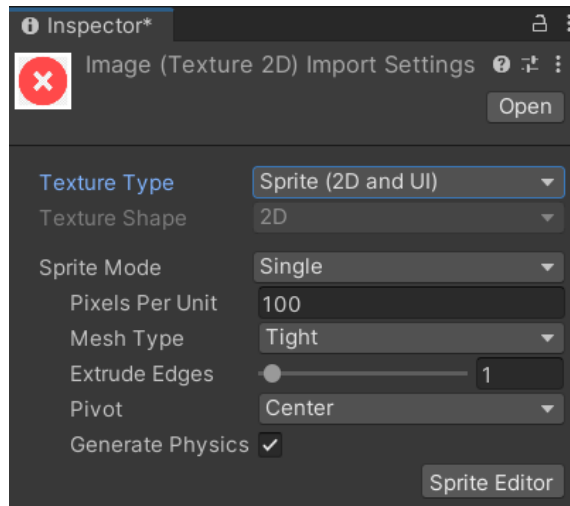 Inspector*
Image (Texture 2D) Import Settings
Open
Texture Type Sprite (2D and UI)
Texture Shape 2D
Sprite Mode Single
Pixels Per Unit 100
Mesh Type Tight
Extrude Edges 1
Pivot Center
Generate Physics
Sprite Editor